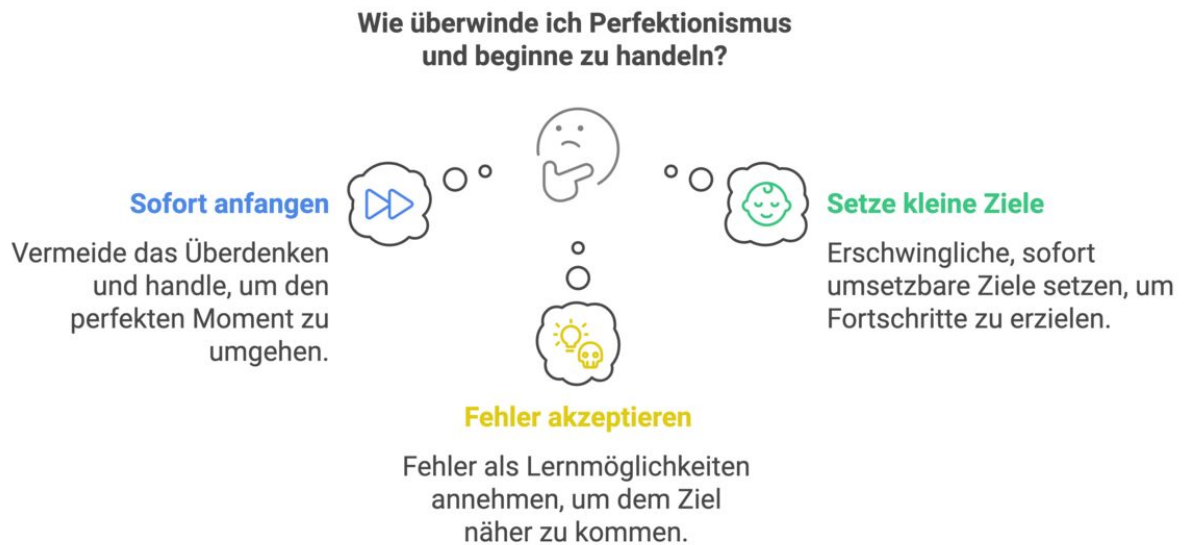 Wie überwinde ich Perfektionismus
und beginne zu handeln?
Sofort anfangen
Vermeide das Überdenken
und handle, um den
perfekten Moment zu
umgehen.
Setze kleine Ziele
Erschwingliche, sofort
umsetzbare Ziele setzen, um
Fortschritte zu erzielen.
Fehler akzeptieren
Fehler als Lernmöglichkeiten
annehmen, um dem Ziel
näher zu kommen.